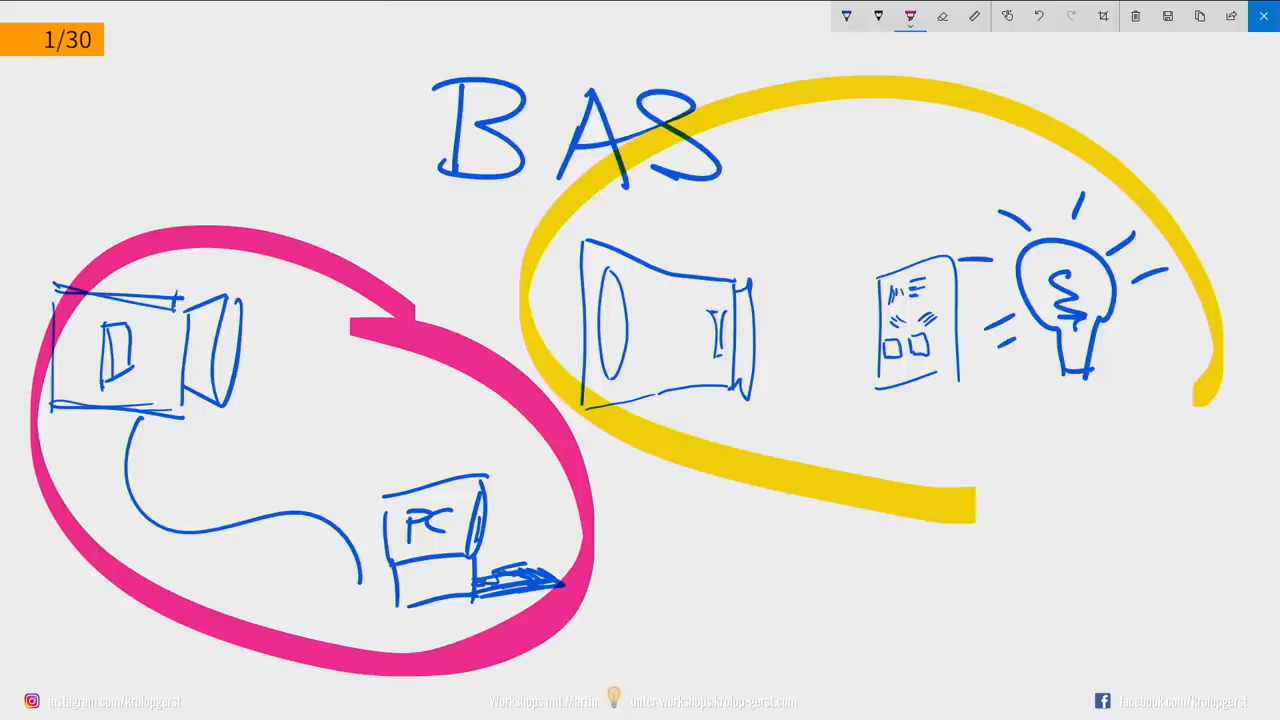 1/30
BAS
PC
instagram.com/krolopgerst
Workshops mit Martin unter workshops.krolop-gerst.com
facebook.com/krolopgerst